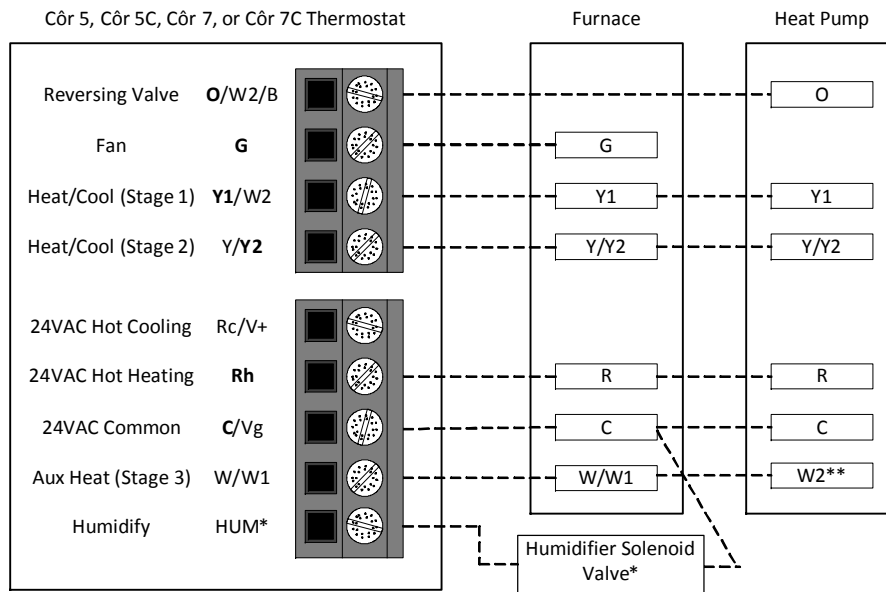 Côr 5, Côr 5C, Côr 7, or Côr 7C Thermostat Furnace Heat Pump
Reversing Valve O/W2/B O
Fan G G
Heat/Cool (Stage 1) Y1/W2 Y1 Y1
Heat/Cool (Stage 2) Y/Y2 Y/Y2 Y/Y2
24VAC Hot Cooling Rc/V+
24VAC Hot Heating Rh R R
24VAC Common C/Vg C C
Aux Heat (Stage 3) W/W1 W/W1 W2**
Humidify HUM*
Humidifier Solenoid
Valve*